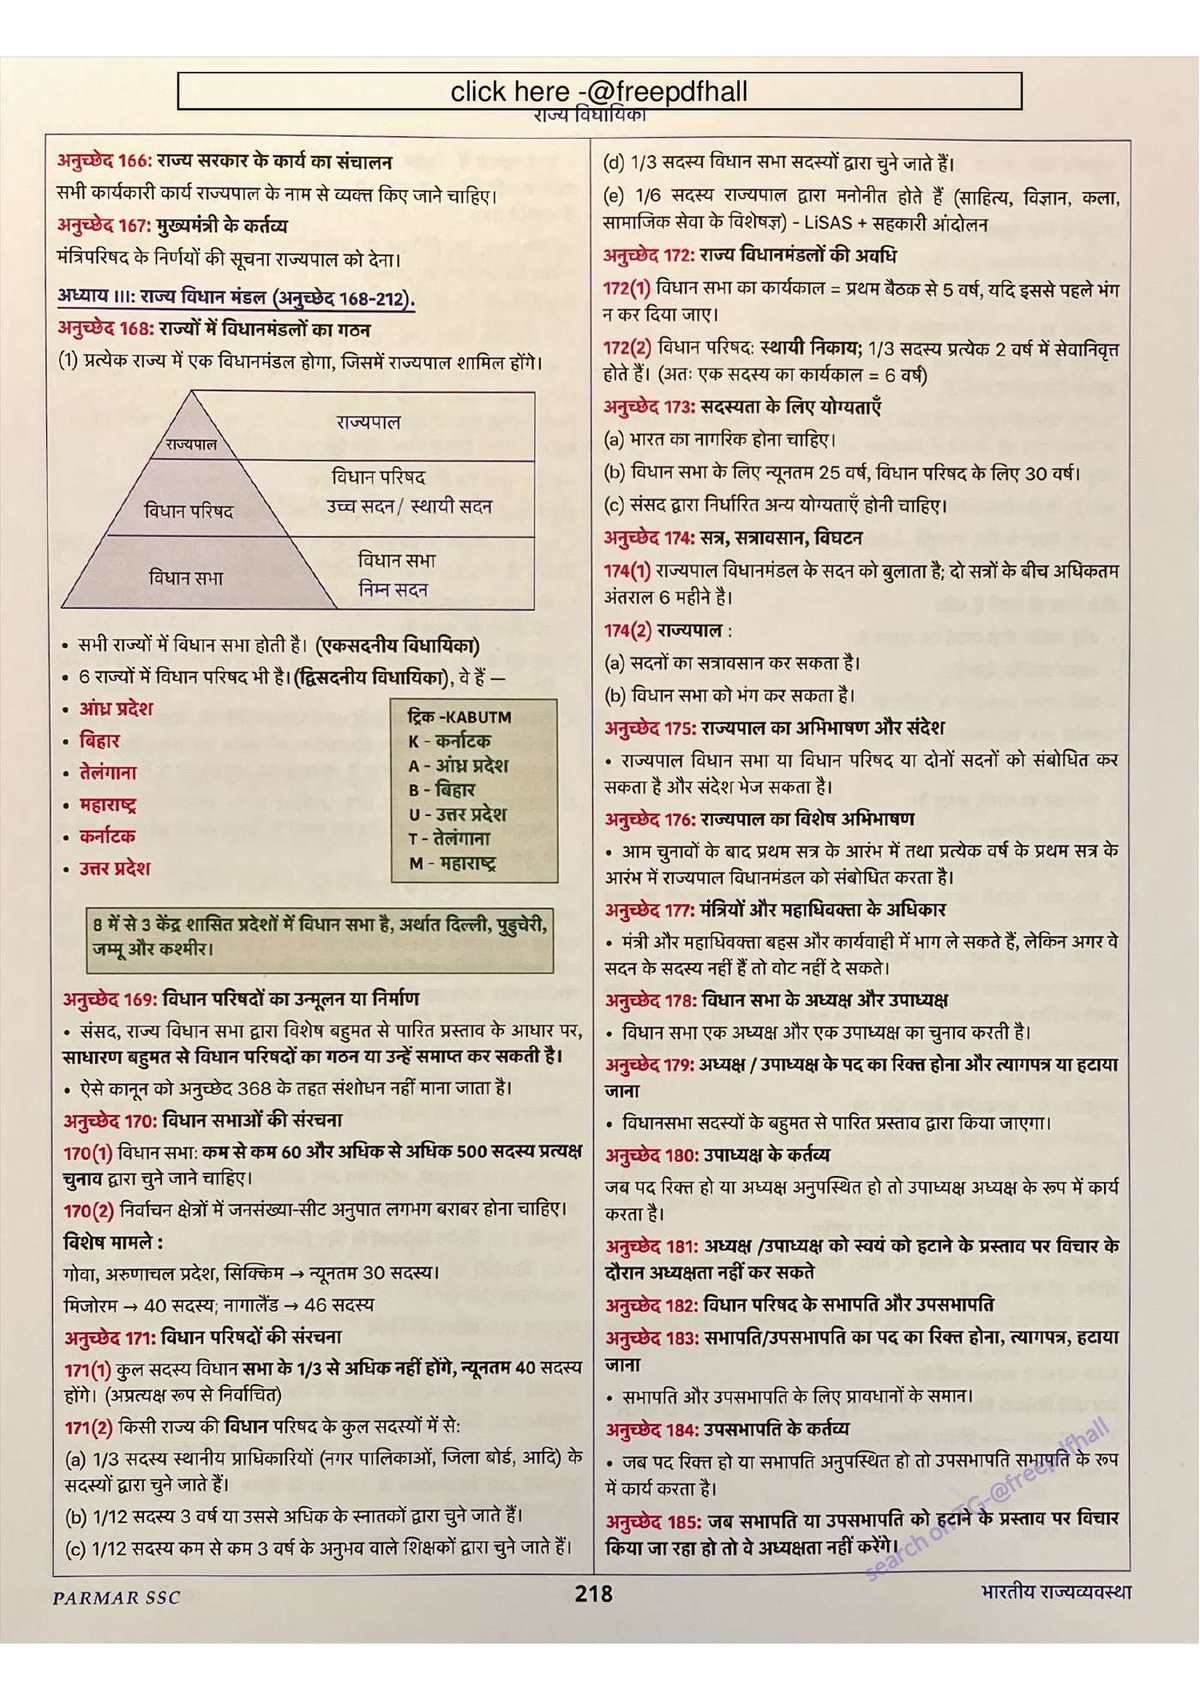 click here -@freepdfhall
राज्य विधायिका
अनुच्छेद 166: राज्य सरकार के कार्य का संचालन
सभी कार्यकारी कार्य राज्यपाल के नाम से व्यक्त किए जाने चाहिए।
अनुच्छेद 167: मुख्यमंत्री के कर्तव्य
मंत्रिपरिषद के निर्णयों की सूचना राज्यपाल को देना।
अध्याय III: राज्य विधान मंडल (अनुच्छेद 168-212).
अनुच्छेद 168: राज्यों में विधानमंडलों का गठन
(1) प्रत्येक राज्य में एक विधानमंडल होगा, जिसमें राज्यपाल शामिल होंगे।
राज्यपाल
राज्यपाल
विधान परिषद
विधान परिषद
उच्च सदन/ स्थायी सदन
विधान सभा
विधान सभा
निम्न सदन
• सभी राज्यों में विधान सभा होती है। (एकसदनीय विधायिका)
• 6 राज्यों में विधान परिषद भी है।(द्विसदनीय विधायिका), वे हैं —
• आंध्र प्रदेश
• बिहार
• तेलंगाना
• महाराष्ट्र
• कर्नाटक
• उत्तर प्रदेश
ट्रिक -KABUTM
K - कर्नाटक
A - आंध्र प्रदेश
B - बिहार
U - उत्तर प्रदेश
T - तेलंगाना
M - महाराष्ट्र
8 में से 3 केंद्र शासित प्रदेशों में विधान सभा है, अर्थात दिल्ली, पुडुचेरी,
जम्मू और कश्मीर।
अनुच्छेद 169: विधान परिषदों का उन्मूलन या निर्माण
• संसद, राज्य विधान सभा द्वारा विशेष बहुमत से पारित प्रस्ताव के आधार पर,
साधारण बहुमत से विधान परिषदों का गठन या उन्हें समाप्त कर सकती है।
• ऐसे कानून को अनुच्छेद 368 के तहत संशोधन नहीं माना जाता है।
अनुच्छेद 170: विधान सभाओं की संरचना
170(1) विधान सभा: कम से कम 60 और अधिक से अधिक 500 सदस्य प्रत्यक्ष
चुनाव द्वारा चुने जाने चाहिए।
170(2) निर्वाचन क्षेत्रों में जनसंख्या-सीट अनुपात लगभग बराबर होना चाहिए।
विशेष मामले :
गोवा, अरुणाचल प्रदेश, सिक्किम → न्यूनतम 30 सदस्य।
मिजोरम → 40 सदस्य; नागालैंड → 46 सदस्य
अनुच्छेद 171: विधान परिषदों की संरचना
171(1) कुल सदस्य विधान सभा के 1/3 से अधिक नहीं होंगे, न्यूनतम 40 सदस्य
होंगे। (अप्रत्यक्ष रूप से निर्वाचित)
171(2) किसी राज्य की विधान परिषद के कुल सदस्यों में से:
(a) 1/3 सदस्य स्थानीय प्राधिकारियों (नगर पालिकाओं, जिला बोर्ड, आदि) के
सदस्यों द्वारा चुने जाते हैं।
(b) 1/12 सदस्य 3 वर्ष या उससे अधिक के स्नातकों द्वारा चुने जाते हैं।
(c) 1/12 सदस्य कम से कम 3 वर्ष के अनुभव वाले शिक्षकों द्वारा चुने जाते हैं।
(d) 1/3 सदस्य विधान सभा सदस्यों द्वारा चुने जाते हैं।
(e) 1/6 सदस्य राज्यपाल द्वारा मनोनीत होते हैं (साहित्य, विज्ञान, कला,
सामाजिक सेवा के विशेषज्ञ) - LiSAS + सहकारी आंदोलन
अनुच्छेद 172: राज्य विधानमंडलों की अवधि
172(1) विधान सभा का कार्यकाल = प्रथम बैठक से 5 वर्ष, यदि इससे पहले भंग
न कर दिया जाए।
172(2) विधान परिषद: स्थायी निकाय; 1/3 सदस्य प्रत्येक 2 वर्ष में सेवानिवृत्त
होते हैं। (अतः एक सदस्य का कार्यकाल = 6 वर्ष)
अनुच्छेद 173: सदस्यता के लिए योग्यताएँ
(a) भारत का नागरिक होना चाहिए।
(b) विधान सभा के लिए न्यूनतम 25 वर्ष, विधान परिषद के लिए 30 वर्ष।
(c) संसद द्वारा निर्धारित अन्य योग्यताएँ होनी चाहिए।
अनुच्छेद 174: सत्र, सत्रावसान, विघटन
174(1) राज्यपाल विधानमंडल के सदन को बुलाता है; दो सत्रों के बीच अधिकतम
अंतराल 6 महीने है।
174(2) राज्यपाल :
(a) सदनों का सत्रावसान कर सकता है।
(b) विधान सभा को भंग कर सकता है।
अनुच्छेद 175: राज्यपाल का अभिभाषण और संदेश
• राज्यपाल विधान सभा या विधान परिषद या दोनों सदनों को संबोधित कर
सकता है और संदेश भेज सकता है।
अनुच्छेद 176: राज्यपाल का विशेष अभिभाषण
• आम चुनावों के बाद प्रथम सत्र के आरंभ में तथा प्रत्येक वर्ष के प्रथम सत्र के
आरंभ में राज्यपाल विधानमंडल को संबोधित करता है।
अनुच्छेद 177: मंत्रियों और महाधिवक्ता के अधिकार
• मंत्री और महाधिवक्ता बहस और कार्यवाही में भाग ले सकते हैं, लेकिन अगर वे
सदन के सदस्य नहीं हैं तो वोट नहीं दे सकते।
अनुच्छेद 178: विधान सभा के अध्यक्ष और उपाध्यक्ष
• विधान सभा एक अध्यक्ष और एक उपाध्यक्ष का चुनाव करती है।
अनुच्छेद 179: अध्यक्ष / उपाध्यक्ष के पद का रिक्त होना और त्यागपत्र या हटाया
जाना
• विधानसभा सदस्यों के बहुमत से पारित प्रस्ताव द्वारा किया जाएगा।
अनुच्छेद 180: उपाध्यक्ष के कर्तव्य
जब पद रिक्त हो या अध्यक्ष अनुपस्थित हो तो उपाध्यक्ष अध्यक्ष के रूप में कार्य
करता है।
अनुच्छेद 181: अध्यक्ष /उपाध्यक्ष को स्वयं को हटाने के प्रस्ताव पर विचार के
दौरान अध्यक्षता नहीं कर सकते
अनुच्छेद 182: विधान परिषद के सभापति और उपसभापति
अनुच्छेद 183: सभापति/उपसभापति का पद का रिक्त होना, त्यागपत्र, हटाया
जाना
• सभापति और उपसभापति के लिए प्रावधानों के समान।
अनुच्छेद 184: उपसभापति के कर्तव्य
• जब पद रिक्त हो या सभापति अनुपस्थित हो तो उपसभापति सभापति के रूप
में कार्य करता है।
अनुच्छेद 185: जब सभापति या उपसभापति को हटाने के प्रस्ताव पर विचार
किया जा रहा हो तो वे अध्यक्षता नहीं करेंगे।
search on TG-@freepdfhall
PARMAR SSC
218
भारतीय राज्यव्यवस्था